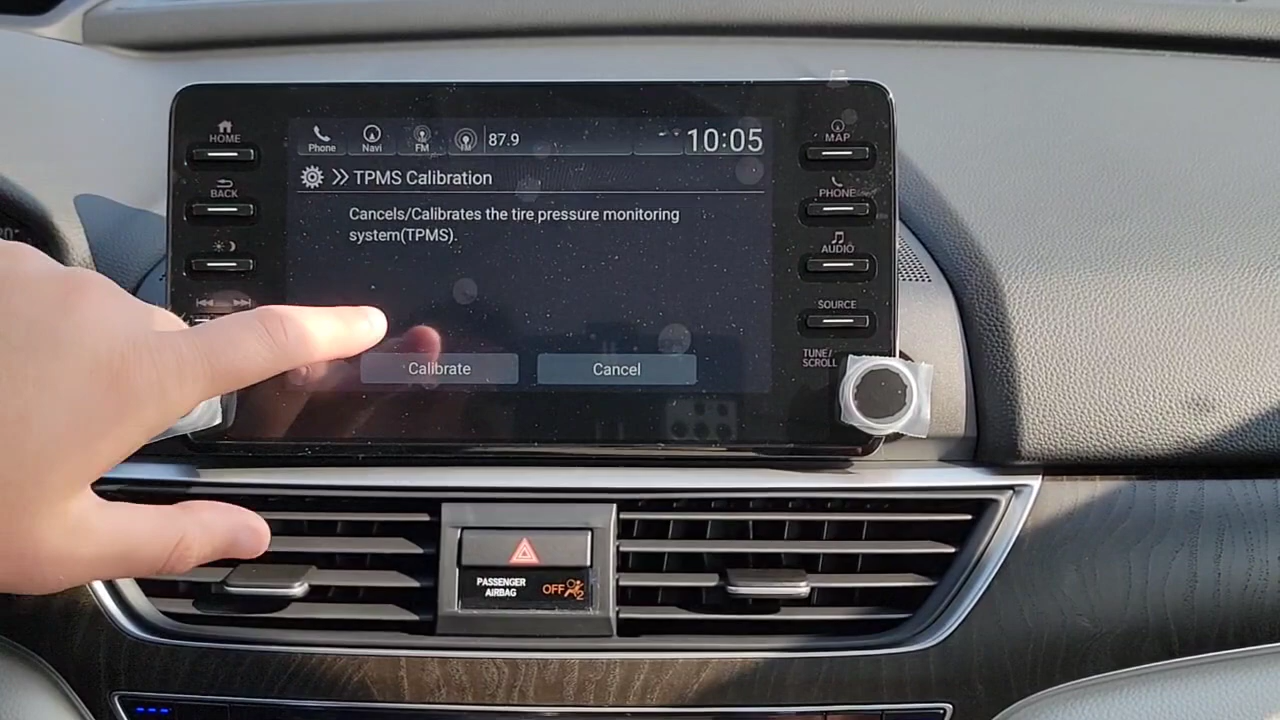 HOME
BACK
Phone
Navi
FM
87.9
10:05
TPMS Calibration
Cancels/Calibrates the tire pressure monitoring
system(TPMS).
Calibrate
Cancel
MAP
PHONE
AUDIO
SOURCE
TUNE/
SCROLL
PASSENGER
AIRBAG
OFF
2